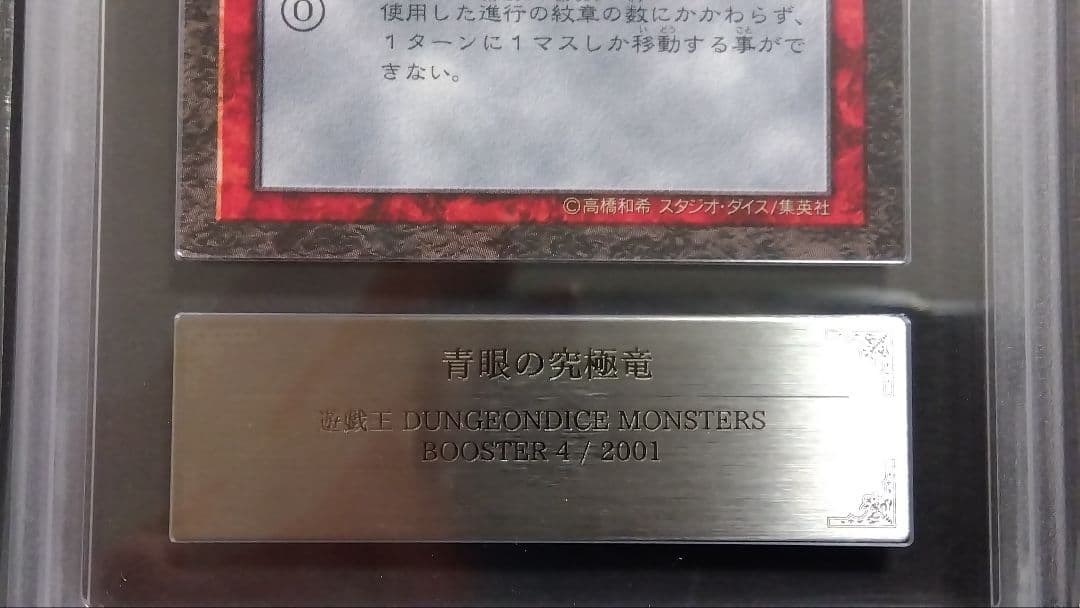 0
使用した進行の紋章の数にかかわらず、
1ターンに1マスしか移動する事がで
きない。
©高橋和希 スタジオ・ダイス/集英社
青眼の究極竜
遊戯王 DUNGEONDICE MONSTERS
BOOSTER 4 / 2001